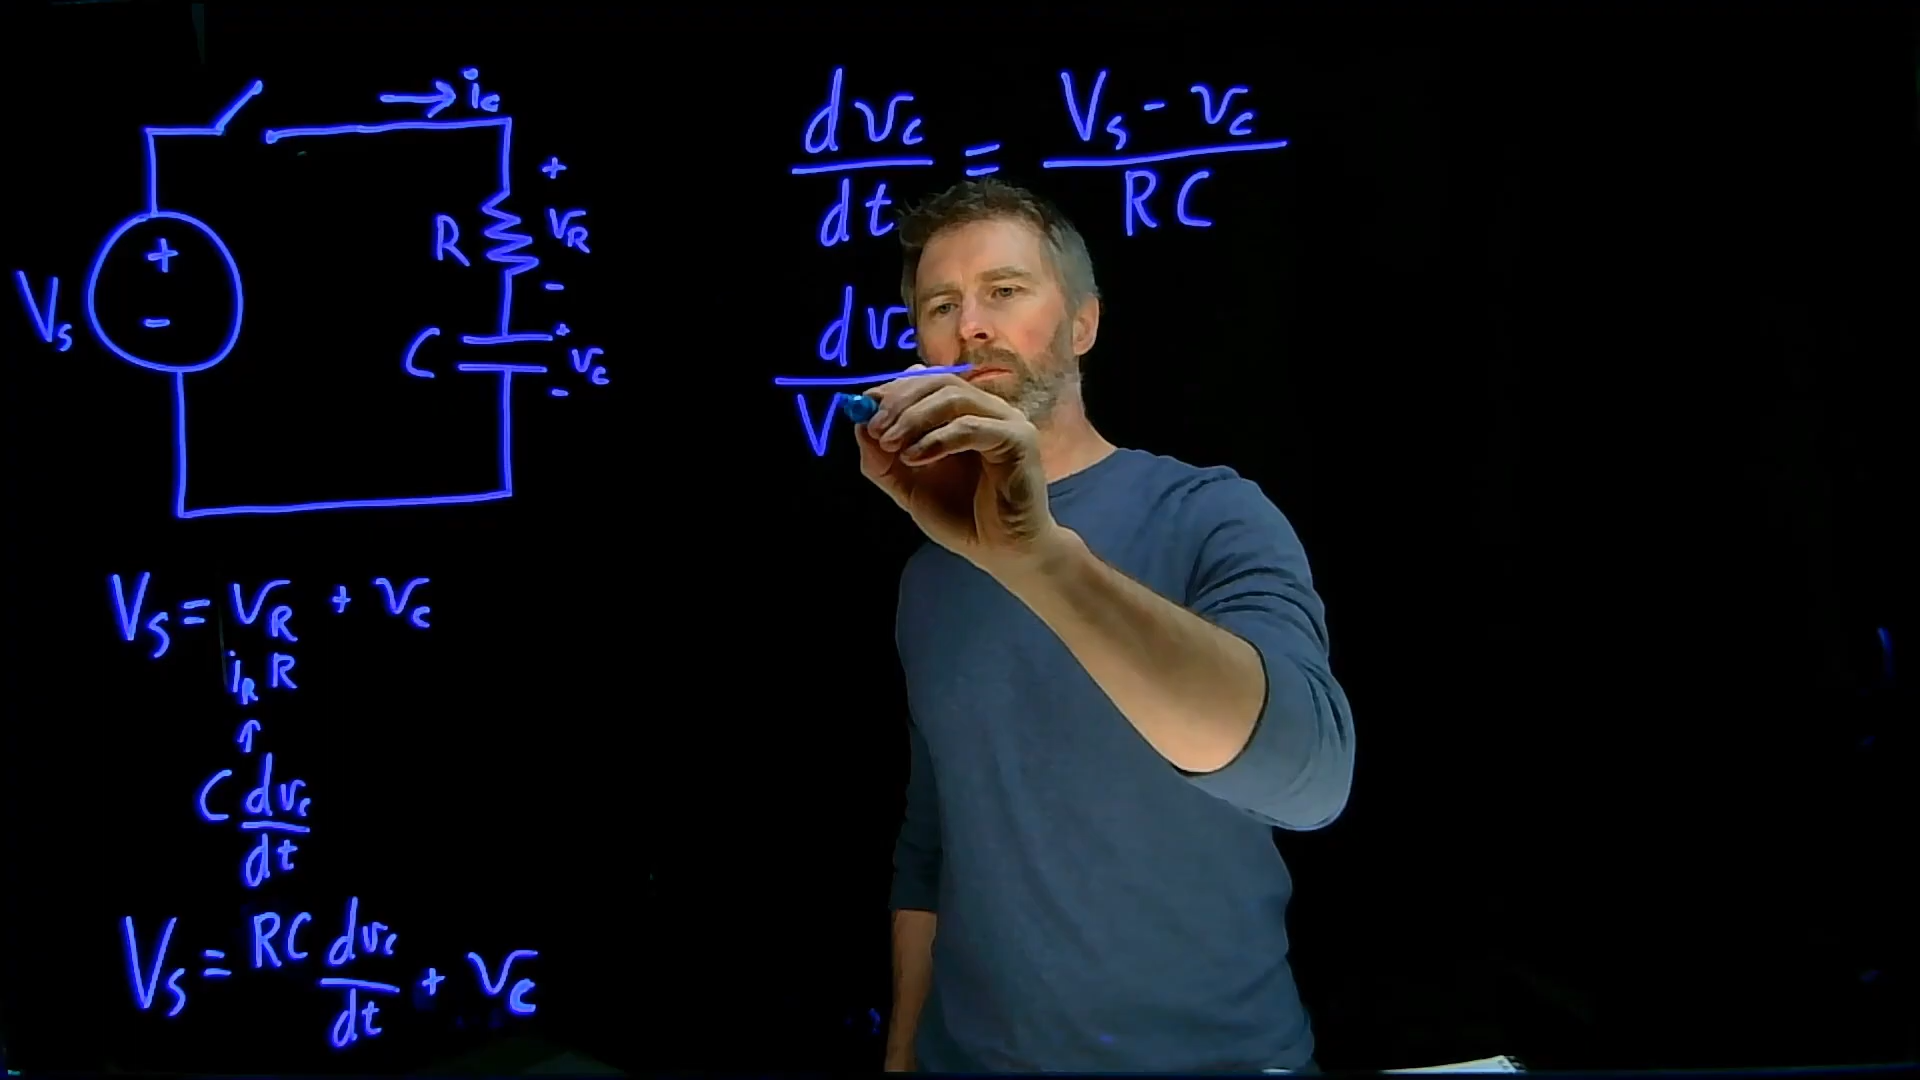 i_c
+
V_R
R
-
+
-
V_s
C
+
v_c
-
V_s = V_R + v_c
i_R R
↑
C dv_c/dt
V_s = RC dv_c/dt + v_c
dv_c/dt = (V_s - v_c)/RC
dv_c
V